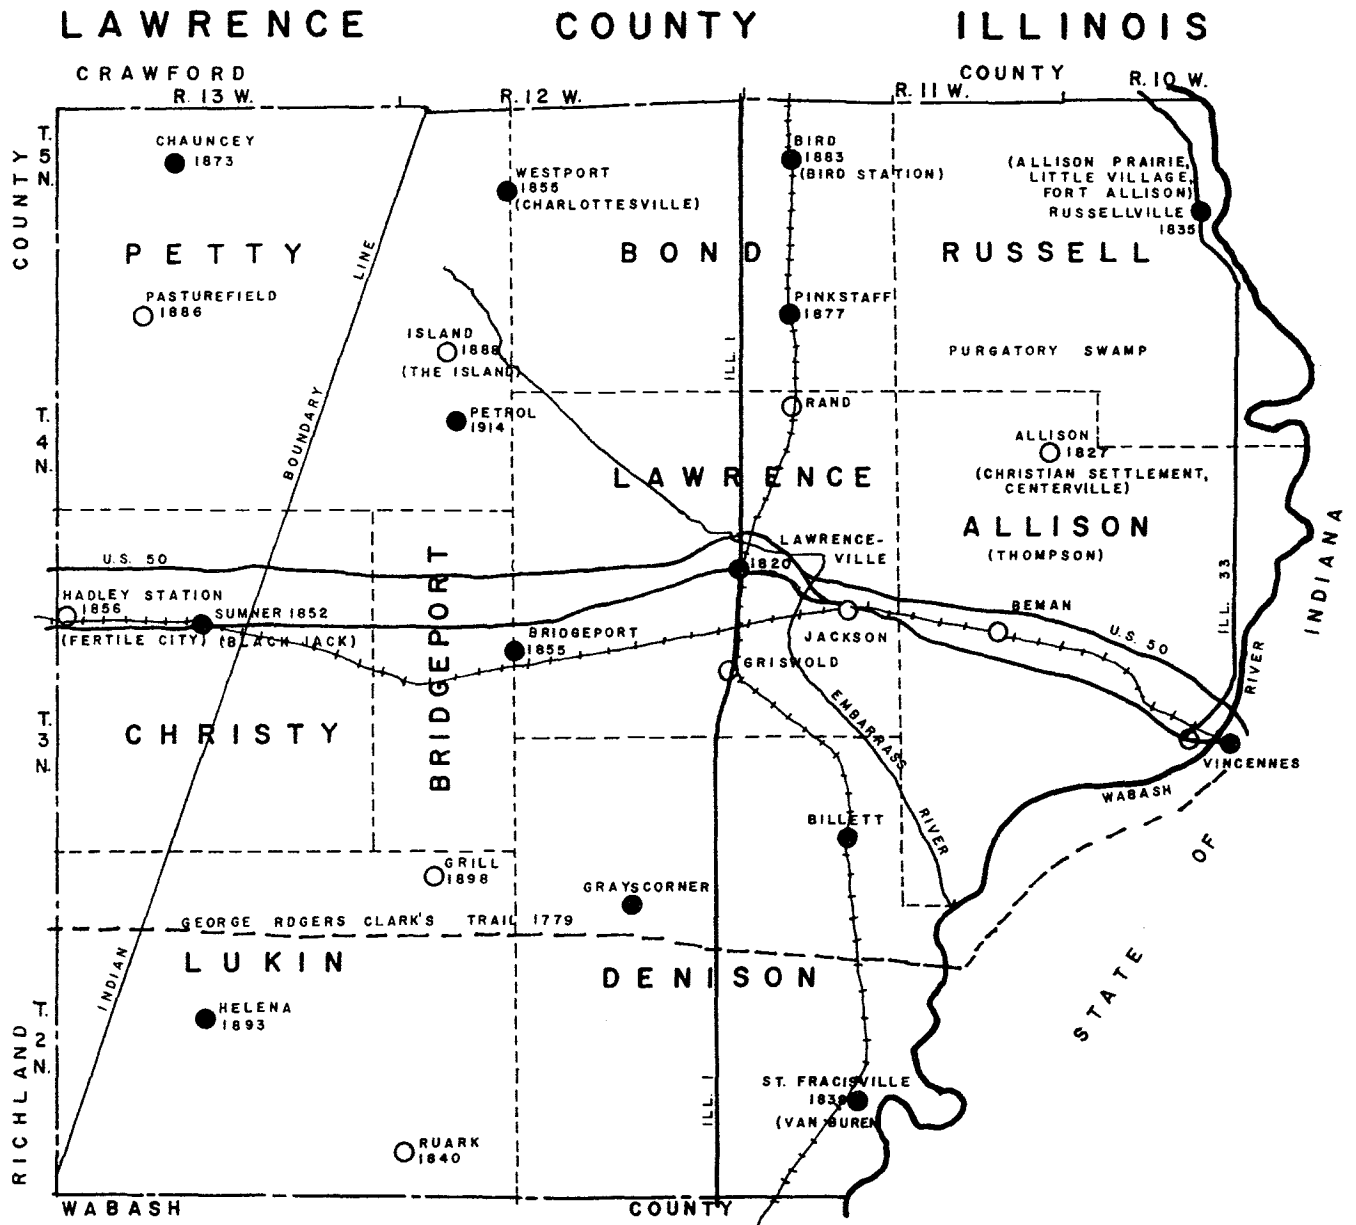 LAWRENCE COUNTY ILLINOIS
CRAWFORD COUNTY
R. 13 W. R. 12 W. R. 11 W. R. 10 W.
COUNTY
T. 5 N.
CHAUNCEY
1873
WESTPORT
1855
(CHARLOTTESVILLE)
BIRD
1883
(BIRD STATION)
(ALLISON PRAIRIE,
LITTLE VILLAGE,
FORT ALLISON)
RUSSELLVILLE
1835
PETTY
LINE
BOND
RUSSELL
PASTUREFIELD
1886
ISLAND
1888
(THE ISLAND)
PINKSTAFF
1877
ILL. 1
PURGATORY SWAMP
T. 4 N.
BOUNDARY
PETROL
1914
RAND
ALLISON
1827
(CHRISTIAN SETTLEMENT,
CENTERVILLE)
LAWRENCE
ALLISON
(THOMPSON)
INDIANA
U.S. 50
LAWRENCE-
VILLE
1820
HADLEY STATION
1856
(FERTILE CITY)
SUMNER 1852
(BLACK JACK)
BRIDGEPORT
BRIDGEPORT
1855
JACKSON
BEMAN
U.S. 50
ILL. 33
RIVER
GRISWOLD
EMBARRASS
RIVER
T. 3 N.
CHRISTY
VINCENNES
WABASH
BILLETT
OF
GRILL
1898
GRAYSCORNER
GEORGE ROGERS CLARK'S TRAIL 1779
LUKIN
DENISON
INDIAN
STATE
RICHLAND
T. 2 N.
HELENA
1893
ILL. 1
ST. FRACISVILLE
1839
(VAN BUREN
RUARK
1840
WABASH COUNTY